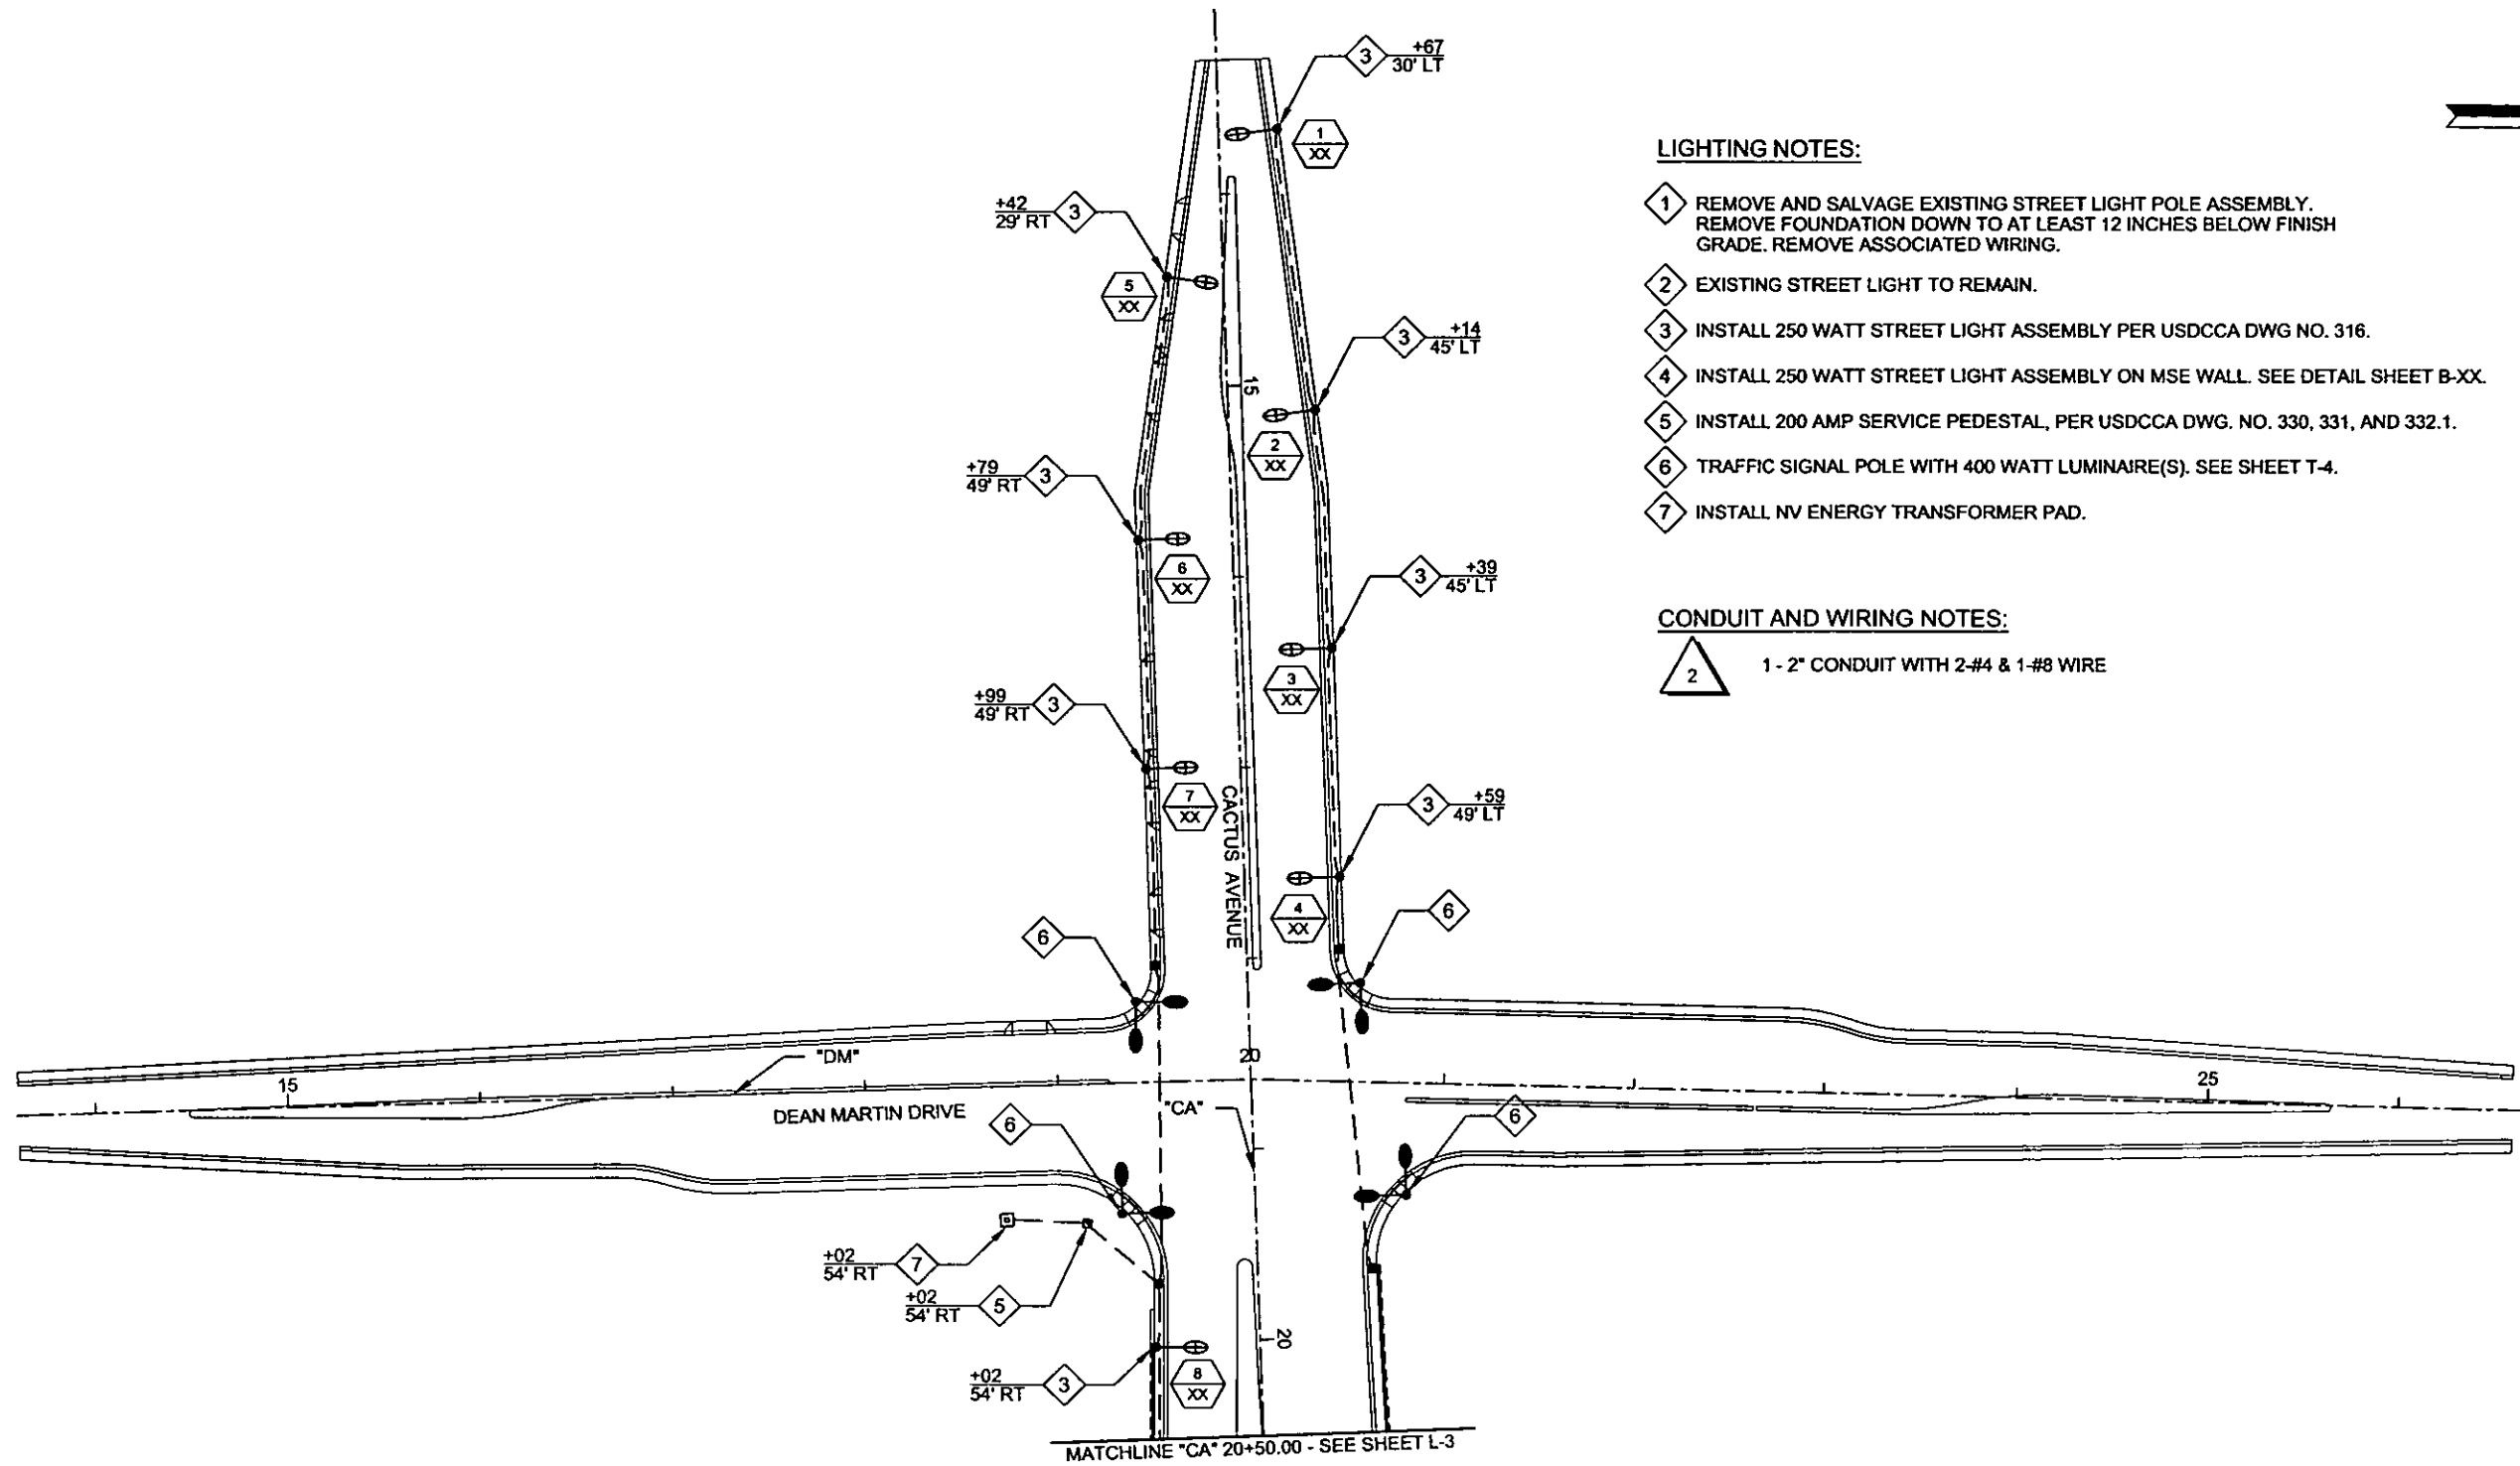 3
+67
30' LT
1
XX
+42
29' RT
3
5
XX
3
+14
45' LT
15
2
XX
+79
49' RT
3
6
XX
3
+39
45' LT
3
XX
+99
49' RT
3
7
XX
CACTUS AVENUE
3
+59
49' LT
4
XX
6
6
"DM"
20
15
25
DEAN MARTIN DRIVE
"CA"
6
6
+02
54' RT
7
+02
54' RT
5
20
+02
54' RT
3
8
XX
MATCHLINE "CA" 20+50.00 - SEE SHEET L-3
LIGHTING NOTES:
1 REMOVE AND SALVAGE EXISTING STREET LIGHT POLE ASSEMBLY.
REMOVE FOUNDATION DOWN TO AT LEAST 12 INCHES BELOW FINISH
GRADE. REMOVE ASSOCIATED WIRING.
2 EXISTING STREET LIGHT TO REMAIN.
3 INSTALL 250 WATT STREET LIGHT ASSEMBLY PER USDCCA DWG NO. 316.
4 INSTALL 250 WATT STREET LIGHT ASSEMBLY ON MSE WALL. SEE DETAIL SHEET B-XX.
5 INSTALL 200 AMP SERVICE PEDESTAL, PER USDCCA DWG. NO. 330, 331, AND 332.1.
6 TRAFFIC SIGNAL POLE WITH 400 WATT LUMINAIRE(S). SEE SHEET T-4.
7 INSTALL NV ENERGY TRANSFORMER PAD.
CONDUIT AND WIRING NOTES:
2 1 - 2" CONDUIT WITH 2-#4 & 1-#8 WIRE